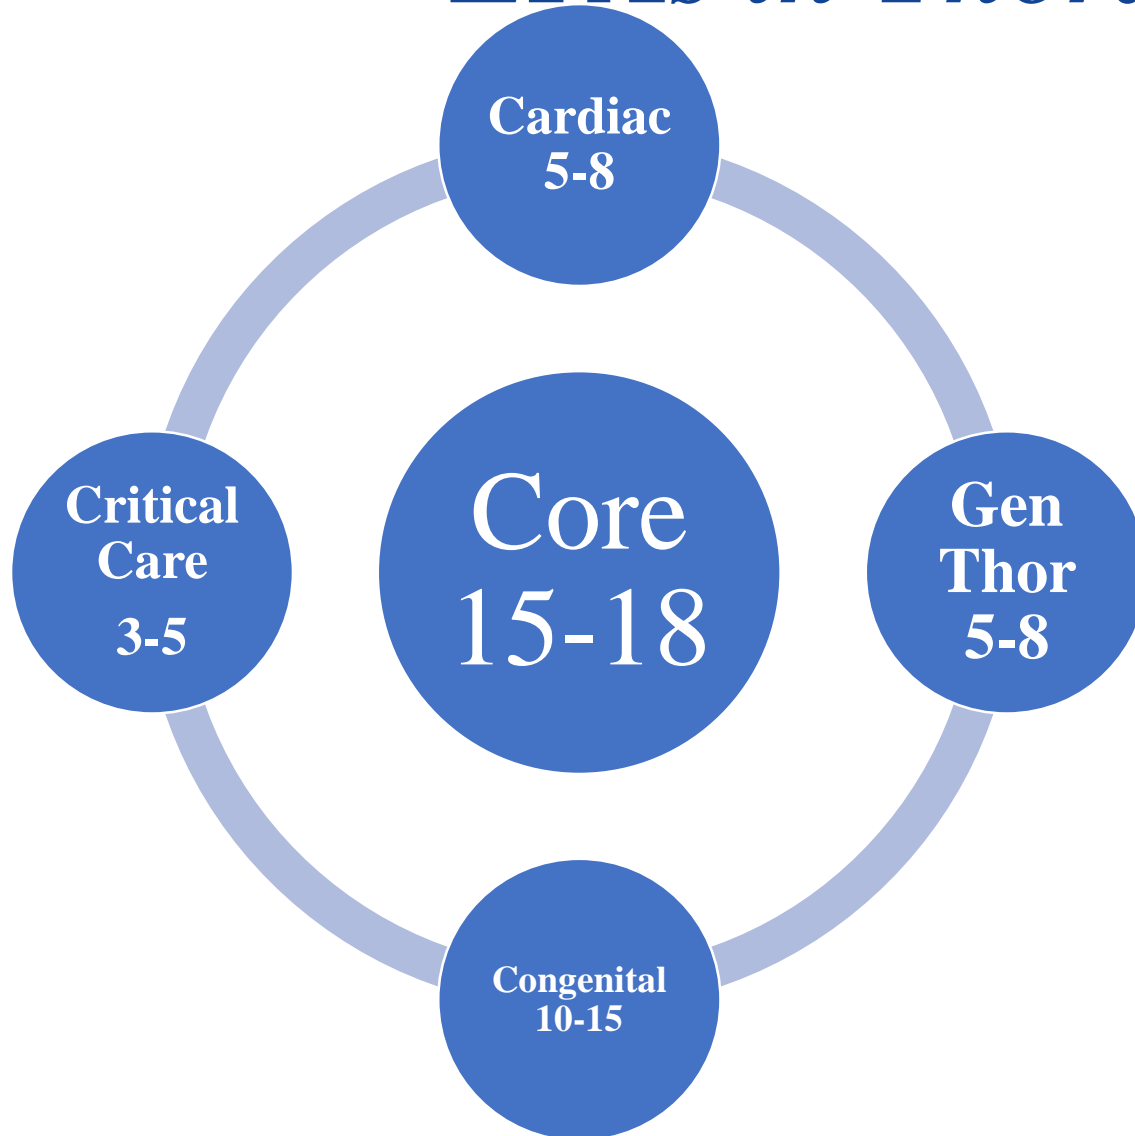 Cardiac
5-8
Critical
Care
3-5
Core
15-18
Gen
Thor
5-8
Congenital
10-15